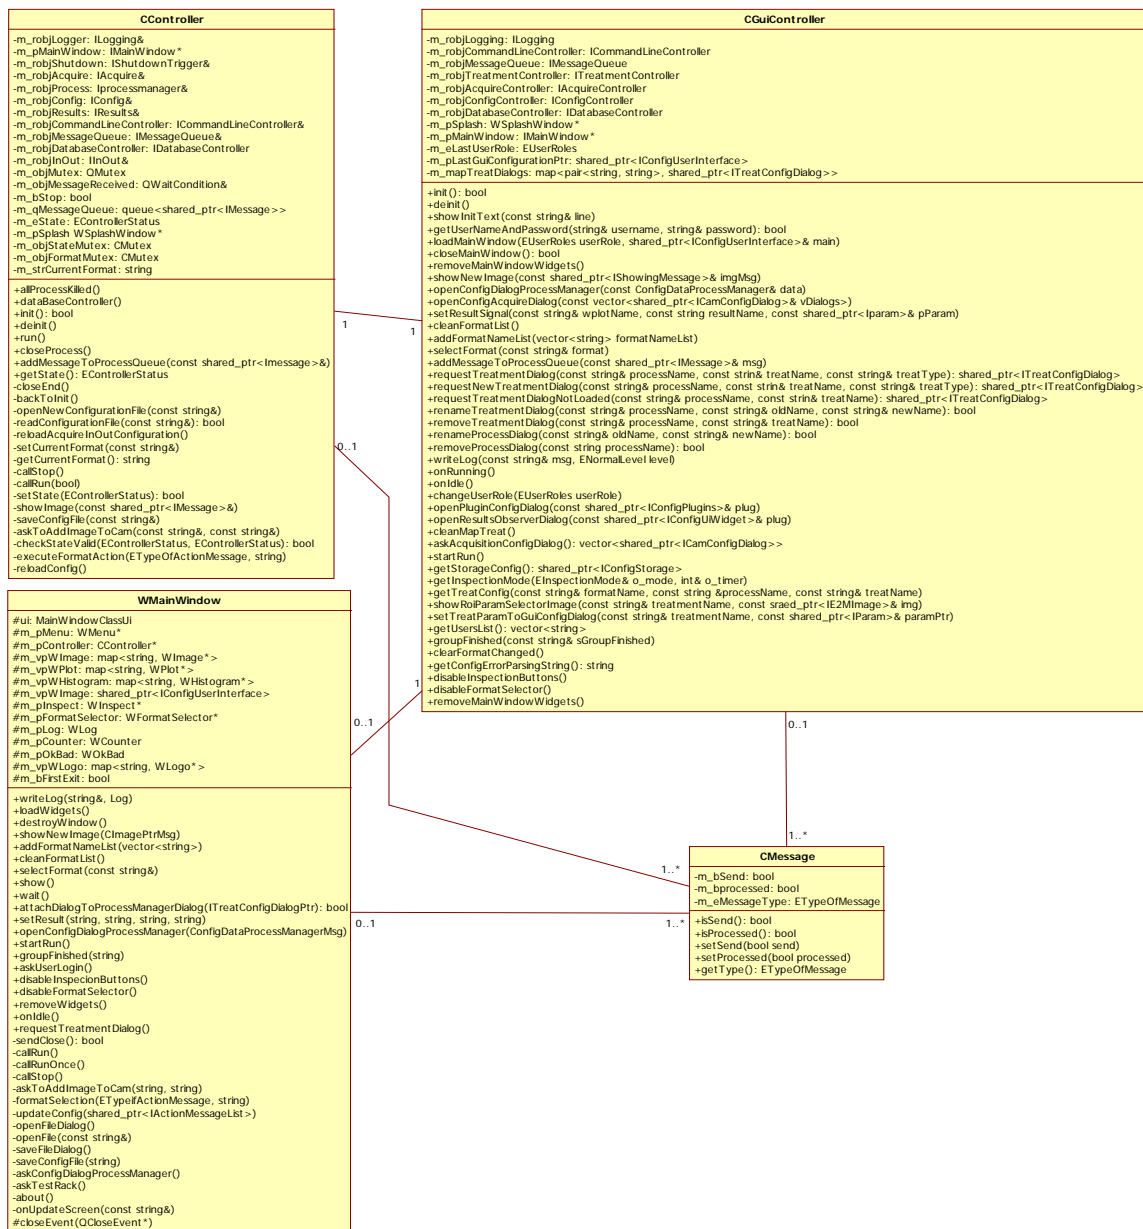 CController
-m_robjLogger: ILogging&
-m_pMainWindow: IMainWindow*
-m_robjShutdown: IShutdownTrigger&
-m_robjAcquire: IAcquire&
-m_robjProcess: Iprocessmanager&
-m_robjConfig: IConfig&
-m_robjResults: IResults&
-m_robjCommandLineController: ICommandLineController&
-m_robjMessageQueue: IMessageQueue&
-m_robjDatabaseController: IDatabaseController
-m_robjInOut: IInOut&
-m_objMutex: QMutex
-m_objMessageReceived: QWaitCondition&
-m_bStop: bool
-m_qMessageQueue: queue<shared_ptr<IMessage>>
-m_eState: EControllerStatus
-m_pSplash WSplashWindow*
-m_objStateMutex: CMutex
-m_objFormatMutex: CMutex
-m_strCurrentFormat: string
+allProcessKilled()
+dataBaseController()
+init(): bool
+deinit()
+run()
+closeProcess()
+addMessageToProcessQueue(const shared_ptr<Imessage>&)
+getState(): EControllerStatus
-closeEnd()
-backToInit()
-openNewConfigurationFile(const string&)
-readConfigurationFile(const string&): bool
-reloadAcquireInOutConfiguration()
-setCurrentFormat(const string&)
-getCurrentFormat(): string
-callStop()
-callRun(bool)
-setState(EControllerStatus): bool
-showImage(const shared_ptr<IMessage>&)
-saveConfigFile(const string&)
-askToAddImageToCam(const string&, const string&)
-checkStateValid(EControllerStatus, EControllerStatus): bool
-executeFormatAction(ETypeOfActionMessage, string)
-reloadConfig()
CGuiController
-m_robjLogging: ILogging
-m_robjCommandLineController: ICommandLineController
-m_robjMessageQueue: IMessageQueue
-m_robjTreatmentController: ITreatmentController
-m_robjAcquireController: IAcquireController
-m_robjConfigController: IConfigController
-m_robjDatabaseController: IDatabaseController
-m_pSplash: WSplashWindow*
-m_pMainWindow: IMainWindow*
-m_eLastUserRole: EUserRoles
-m_pLastGuiConfigurationPtr: shared_ptr<IConfigUserInterface>
-m_mapTreatDialogs: map<pair<string, string>, shared_ptr<ITreatConfigDialog>>
+init(): bool
+deinit()
+showInitText(const string& line)
+getUserNameAndPassword(string& username, string& password): bool
+loadMainWindow(EUserRoles userRole, shared_ptr<IConfigUserInterface>& main)
+closeMainWindow(): bool
+removeMainWindowWidgets()
+showNewImage(const shared_ptr<IShowingMessage>& imgMsg)
+openConfigDialogProcessManager(const ConfigDataProcessManager& data)
+openConfigAcquireDialog(const vector<shared_ptr<ICamConfigDialog>& vDialogs>)
+setResultSignal(const string& wplotName, const string resultName, const shared_ptr<Iparam>& pParam)
+cleanFormatList()
+addFormatNameList(vector<string> formatNameList)
+selectFormat(const string& format)
+addMessageToProcessQueue(const shared_ptr<IMessage>& msg)
+requestTreatmentDialog(const string& processName, const strin& treatName, const string& treatType): shared_ptr<ITreatConfigDialog>
+requestNewTreatmentDialog(const string& processName, const strin& treatName, const string& treatType): shared_ptr<ITreatConfigDialog>
+requestTreatmentDialogNotLoaded(const string& processName, const strin& treatName): shared_ptr<ITreatConfigDialog>
+renameTreatmentDialog(const string& processName, const string& oldName, const string& newName): bool
+removeTreatmentDialog(const string& processName, const string& treatName): bool
+renameProcessDialog(const string& oldName, const string& newName): bool
+removeProcessDialog(const string processName): bool
+writeLog(const string& msg, ENormalLevel level)
+onRunning()
+onIdle()
+changeUserRole(EUserRoles userRole)
+openPluginConfigDialog(const shared_ptr<IConfigPlugins>& plug)
+openResultsObserverDialog(const shared_ptr<IConfigUiWidget>& plug)
+cleanMapTreat()
+askAcquisitionConfigDialog(): vector<shared_ptr<ICamConfigDialog>>
+startRun()
+getStorageConfig(): shared_ptr<IConfigStorage>
+getInspectionMode(EInspectionMode& o_mode, int& o_timer)
+getTreatConfig(const string& formatName, const string &processName, const string& treatName)
+showRoiParamSelectorImage(const string& treatmentName, const sraed_ptr<IE2MImage>& img)
+setTreatParamToGuiConfigDialog(const string& treatmentName, const shared_ptr<IParam>& paramPtr)
+getUsersList(): vector<string>
+groupFinished(const string& sGroupFinished)
+clearFormatChanged()
+getConfigErrorParsingString(): string
+disableInspectionButtons()
+disableFormatSelector()
+removeMainWindowWidgets()
1
1
0..1
1
0..1
0..1
1..*
1..*
0..1
1..*
WMainWindow
#ui: MainWindowClassUi
#m_pMenu: WMenu*
#m_pController: CController*
#m_vpWImage: map<string, WImage*>
#m_vpWPlot: map<string, WPlot*>
#m_vpWHistogram: map<string, WHistogram*>
#m_vpWImage: shared_ptr<IConfigUserInterface>
#m_pInspect: WInspect*
#m_pFormatSelector: WFormatSelector*
#m_pLog: WLog
#m_pCounter: WCounter
#m_pOkBad: WOkBad
#m_vpWLogo: map<string, WLogo*>
#m_bFirstExit: bool
+writeLog(string&, Log)
+loadWidgets()
+destroyWindow()
+showNewImage(CImagePtrMsg)
+addFormatNameList(vector<string>)
+cleanFormatList()
+selectFormat(const string&)
+show()
+wait()
+attachDialogToProcessManagerDialog(ITreatConfigDialogPtr): bool
+setResult(string, string, string, string)
+openConfigDialogProcessManager(ConfigDataProcessManagerMsg)
+startRun()
+groupFinished(string)
+askUserLogin()
+disableInspecionButtons()
+disableFormatSelector()
+removeWidgets()
+onIdle()
+requestTreatmentDialog()
-sendClose(): bool
-callRun()
-callRunOnce()
-callStop()
-askToAddImageToCam(string, string)
-formatSelection(ETypeifActionMessage, string)
-updateConfig(shared_ptr<IActionMessageList>)
-openFileDialog()
-openFile(const string&)
-saveFileDialog()
-saveConfigFile(string)
-askConfigDialogProcessManager()
-askTestRack()
-about()
-onUpdateScreen(const string&)
#closeEvent(QCloseEvent*)
CMessage
-m_bSend: bool
-m_bprocessed: bool
-m_eMessageType: ETypeOfMessage
+isSend(): bool
+isProcessed(): bool
+setSend(bool send)
+setProcessed(bool processed)
+getType(): ETypeOfMessage